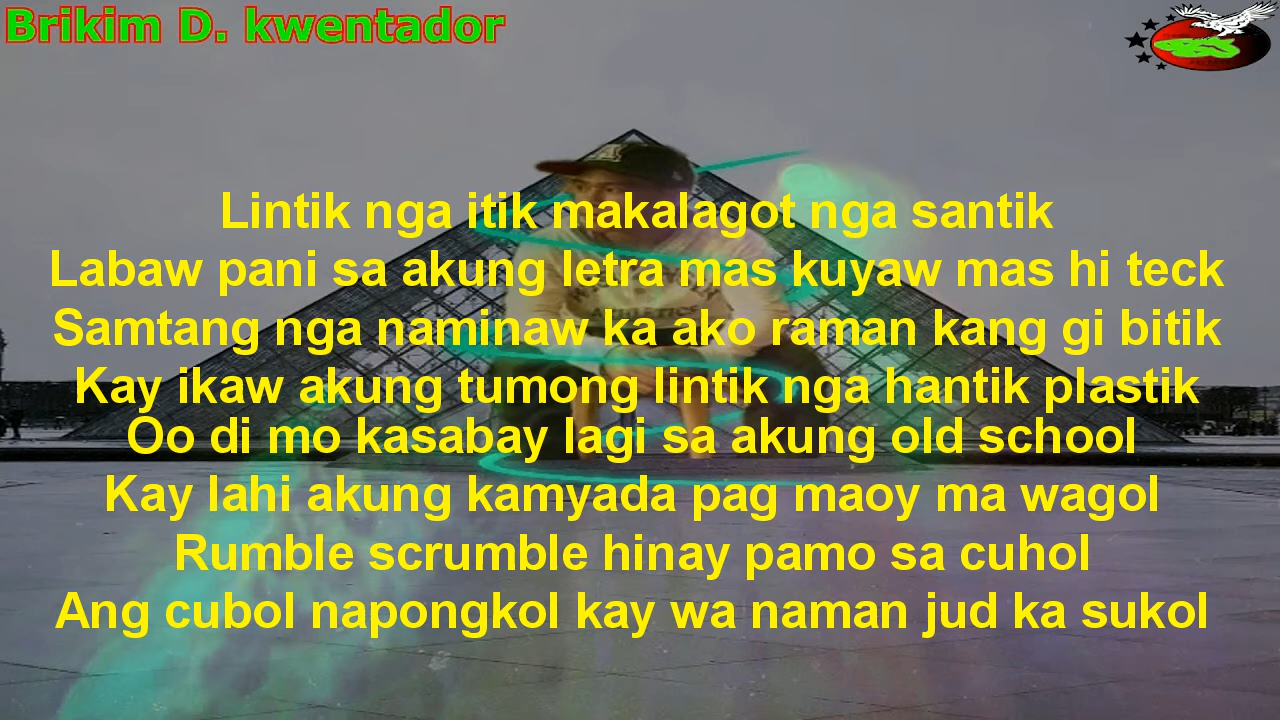 Brikim D. kwentador
Lintik nga itik makalagot nga santik
Labaw pani sa akung letra mas kuyaw mas hi teck
Samtang nga naminaw ka ako raman kang gi bitik
Kay ikaw akung tumong lintik nga hantik plastik
Oo di mo kasabay lagi sa akung old school
Kay lahi akung kamyada pag maoy ma wagol
Rumble scrumble hinay pamo sa cuhol
Ang cubol napongkol kay wa naman jud ka sukol